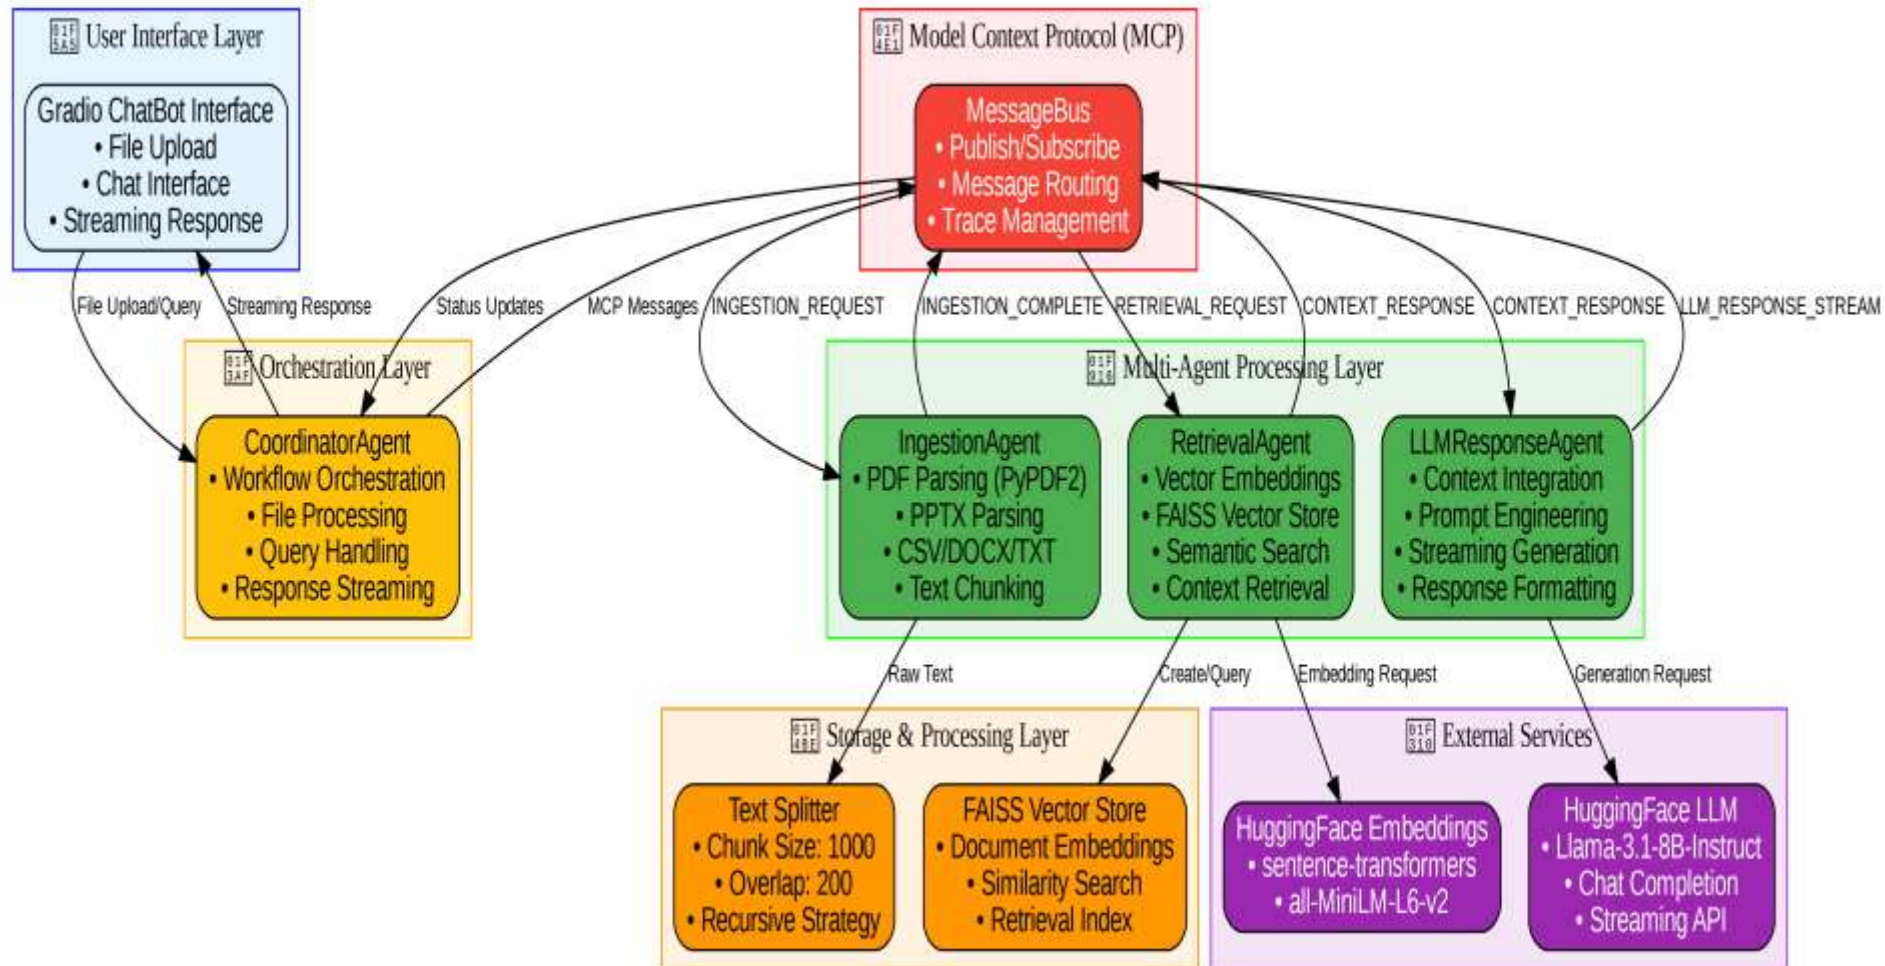 User Interface Layer
Gradio ChatBot Interface
• File Upload
• Chat Interface
• Streaming Response
Model Context Protocol (MCP)
MessageBus
• Publish/Subscribe
• Message Routing
• Trace Management
File Upload/Query
Streaming Response
Status Updates
MCP Messages
INGESTION_REQUEST
INGESTION_COMPLETE
RETRIEVAL_REQUEST
CONTEXT_RESPONSE
CONTEXT_RESPONSE
LLM_RESPONSE_STREAM
Orchestration Layer
CoordinatorAgent
• Workflow Orchestration
• File Processing
• Query Handling
• Response Streaming
Multi-Agent Processing Layer
IngestionAgent
• PDF Parsing (PyPDF2)
• PPTX Parsing
• CSV/DOCX/TXT
• Text Chunking
RetrievalAgent
• Vector Embeddings
• FAISS Vector Store
• Semantic Search
• Context Retrieval
LLMResponseAgent
• Context Integration
• Prompt Engineering
• Streaming Generation
• Response Formatting
Raw Text
Create/Query
Embedding Request
Generation Request
Storage & Processing Layer
Text Splitter
• Chunk Size: 1000
• Overlap: 200
• Recursive Strategy
FAISS Vector Store
• Document Embeddings
• Similarity Search
• Retrieval Index
External Services
HuggingFace Embeddings
• sentence-transformers
• all-MiniLM-L6-v2
HuggingFace LLM
• Llama-3.1-8B-Instruct
• Chat Completion
• Streaming API